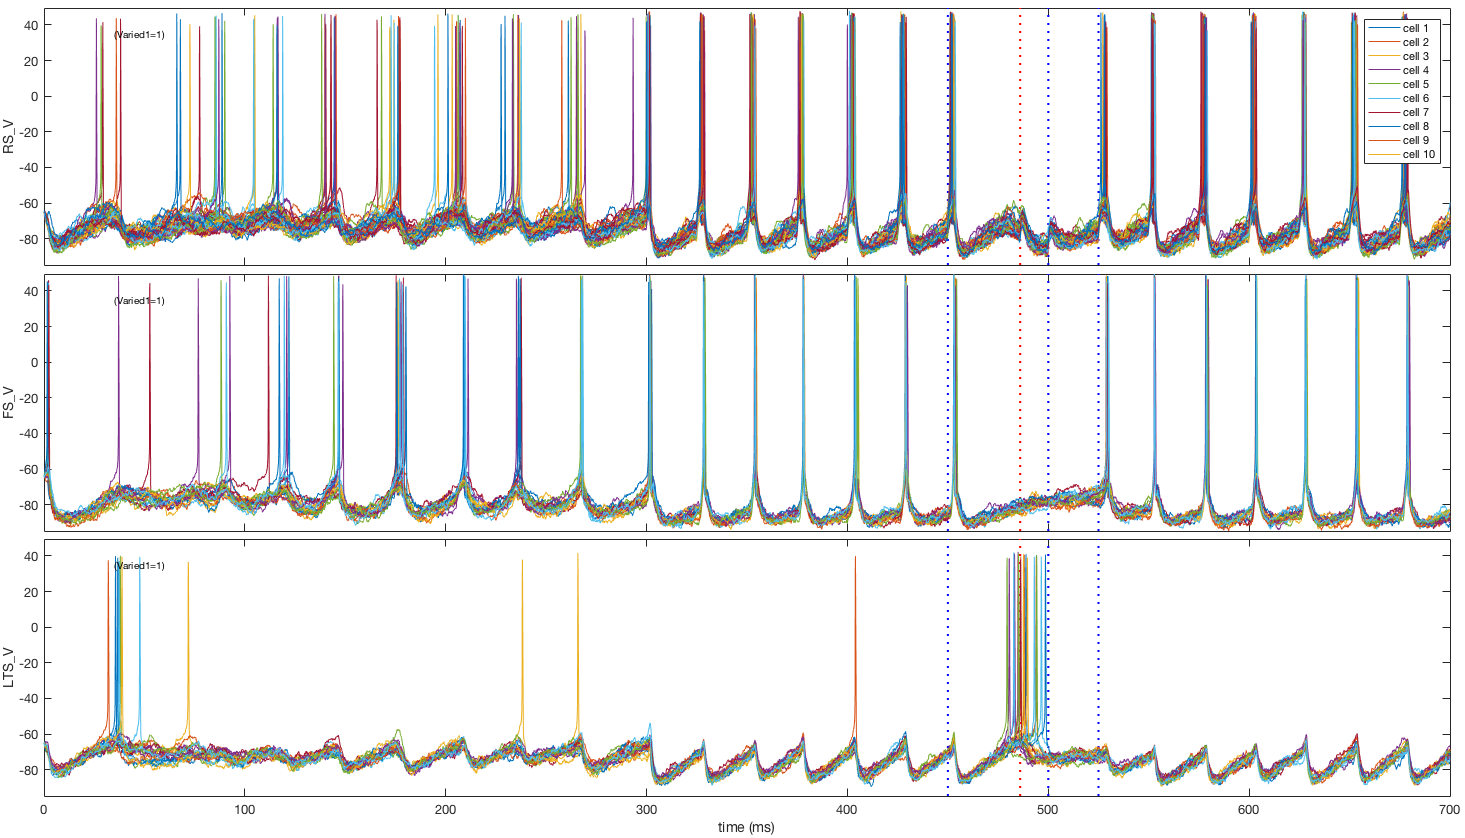 40
20
0
-20
-40
-60
-80
RS_V
(Varied1=1)
cell 1
cell 2
cell 3
cell 4
cell 5
cell 6
cell 7
cell 8
cell 9
cell 10
40
20
0
-20
-40
-60
-80
FS_V
(Varied1=1)
40
20
0
-20
-40
-60
-80
LTS_V
(Varied1=1)
0 100 200 300 400 500 600 700
time (ms)